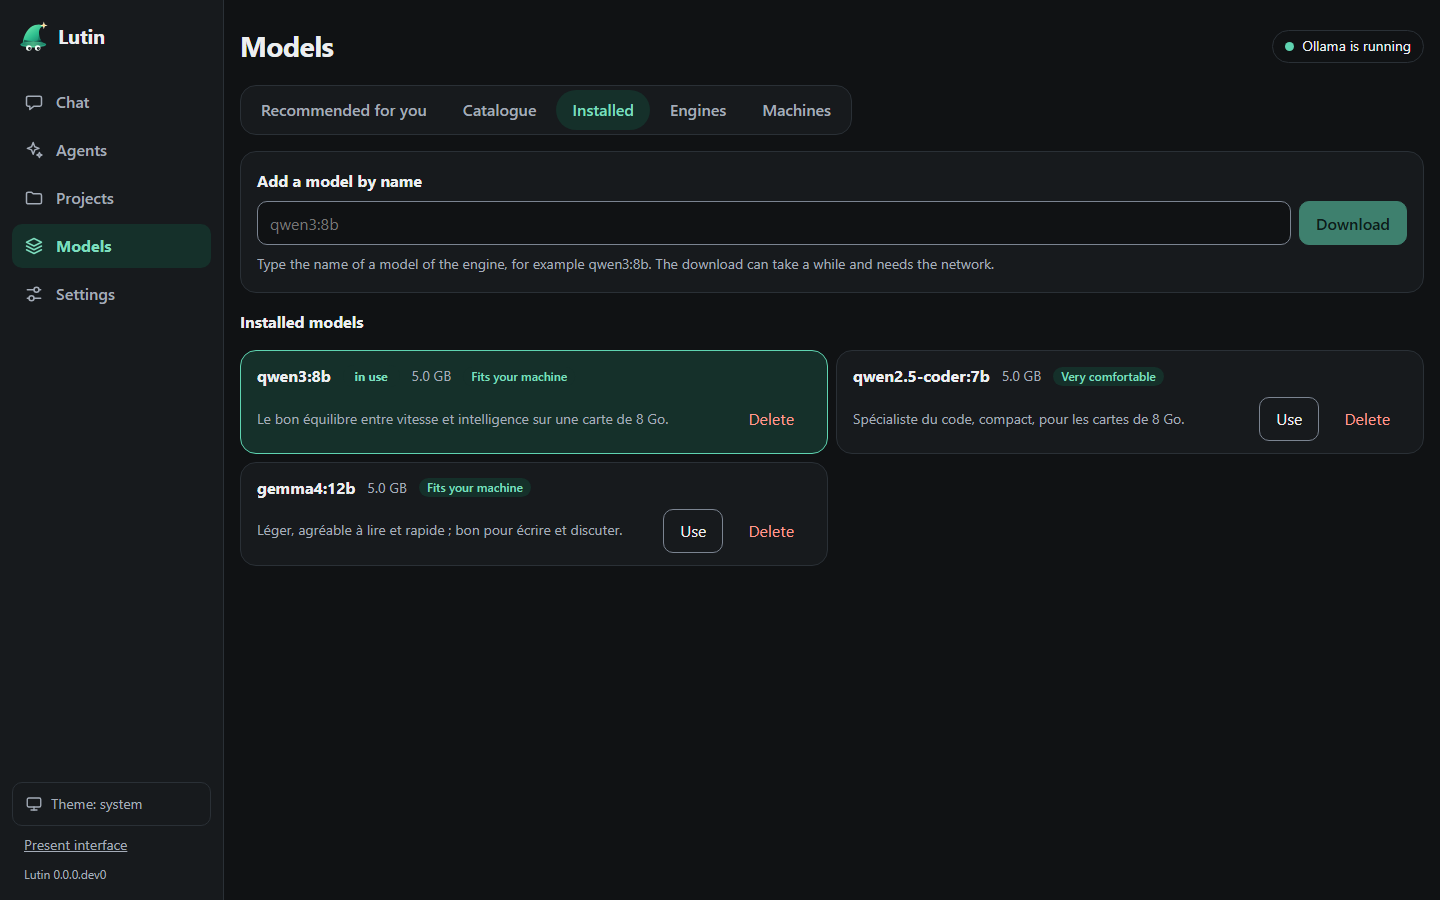 Lutin
Chat
Agents
Projects
Models
Settings
Theme: system
Present interface
Lutin 0.0.0.dev0
Models
Ollama is running
Recommended for you
Catalogue
Installed
Engines
Machines
Add a model by name
qwen3:8b
Download
Type the name of a model of the engine, for example qwen3:8b. The download can take a while and needs the network.
Installed models
qwen3:8b in use 5.0 GB Fits your machine
Le bon équilibre entre vitesse et intelligence sur une carte de 8 Go.
Delete
qwen2.5-coder:7b 5.0 GB Very comfortable
Spécialiste du code, compact, pour les cartes de 8 Go.
Use
Delete
gemma4:12b 5.0 GB Fits your machine
Léger, agréable à lire et rapide ; bon pour écrire et discuter.
Use
Delete